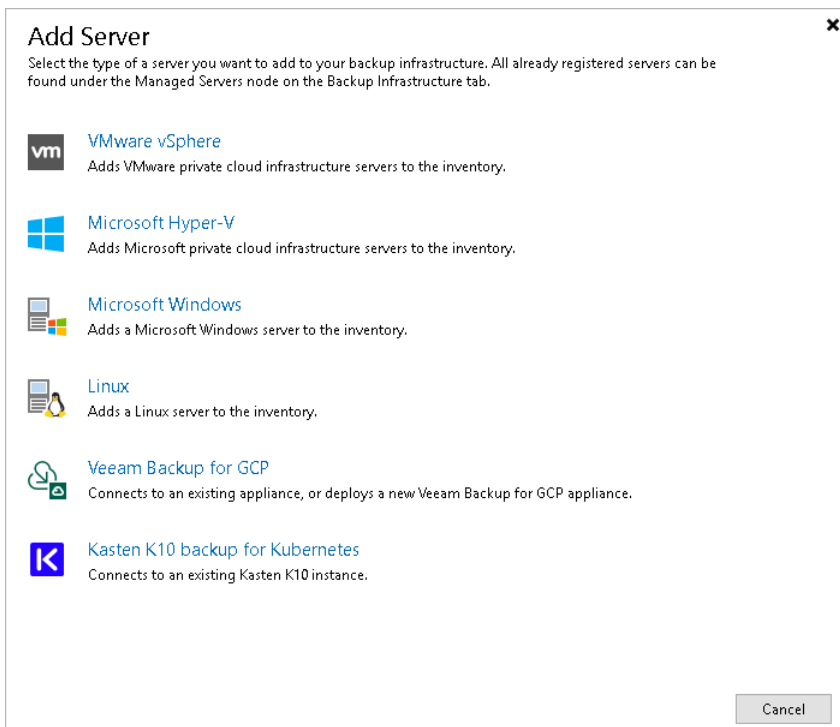 Add Server
Select the type of a server you want to add to your backup infrastructure. All already registered servers can be
found under the Managed Servers node on the Backup Infrastructure tab.
vm
VMware vSphere
Adds VMware private cloud infrastructure servers to the inventory.
Microsoft Hyper-V
Adds Microsoft private cloud infrastructure servers to the inventory.
Microsoft Windows
Adds a Microsoft Windows server to the inventory.
Linux
Adds a Linux server to the inventory.
Veeam Backup for GCP
Connects to an existing appliance, or deploys a new Veeam Backup for GCP appliance.
K
Kasten K10 backup for Kubernetes
Connects to an existing Kasten K10 instance.
Cancel